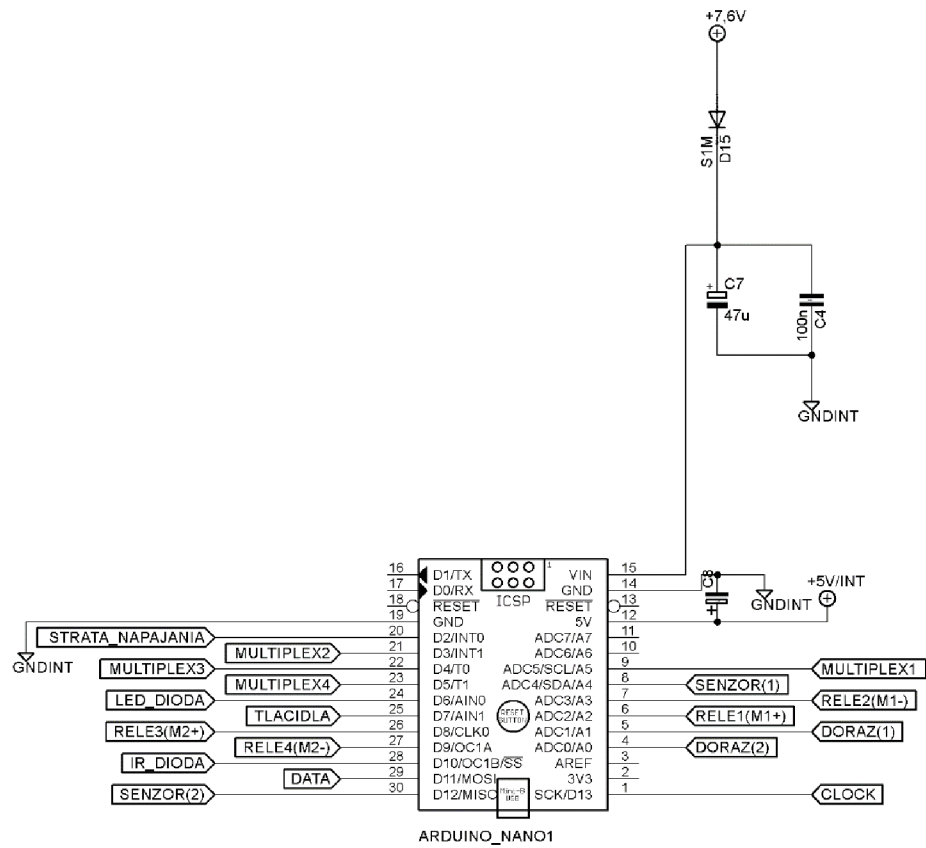 +7,6V
S1M
D15
C7
47u
100n
C4
GNDINT
16 D1/TX VIN 15
17 D0/RX GND 14
18 RESET RESET 13
19 GND 5V 12
20 D2/INT0 ADC7/A7 11
21 D3/INT1 ADC6/A6 10
22 D4/T0 ADC5/SCL/A5 9
23 D5/T1 ADC4/SDA/A4 8
24 D6/AIN0 ADC3/A3 7
25 D7/AIN1 ADC2/A2 6
26 D8/CLK0 ADC1/A1 5
27 D9/OC1A ADC0/A0 4
28 D10/OC1B/SS AREF 3
29 D11/MOSI 3V3 2
30 D12/MISO SCK/D13 1
1
ICSP
RESET
BUTTON
Mini-B
USB
C8
GNDINT
+5V/INT
STRATA_NAPAJANIA
GNDINT
MULTIPLEX2
MULTIPLEX3
MULTIPLEX4
LED_DIODA
TLACIDLA
RELE3(M2+)
RELE4(M2-)
IR_DIODA
DATA
SENZOR(2)
MULTIPLEX1
SENZOR(1)
RELE2(M1-)
RELE1(M1+)
DORAZ(1)
DORAZ(2)
CLOCK
ARDUINO_NANO1